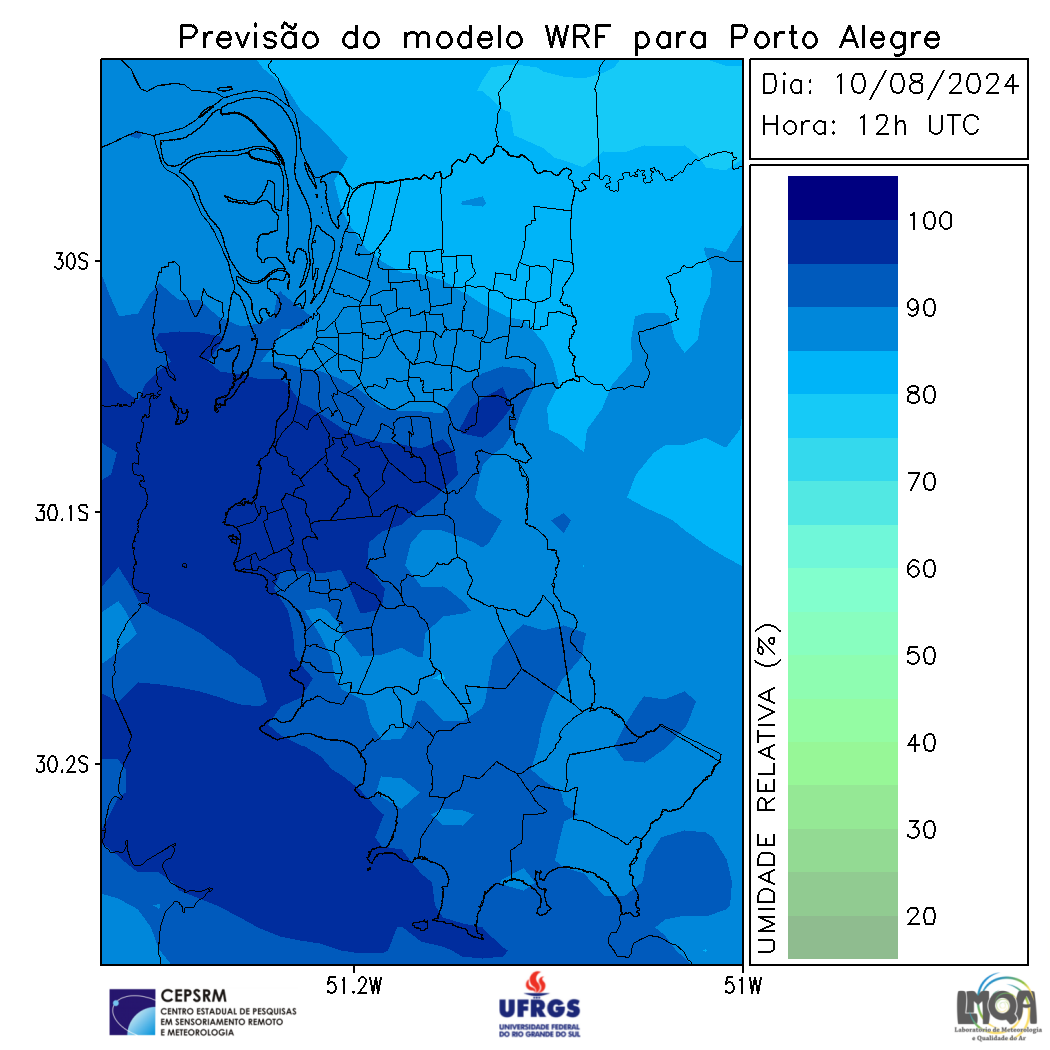 Previsão do modelo WRF para Porto Alegre
Dia: 10/08/2024
Hora: 12h UTC
100
90
80
70
60
50
40
30
20
UMIDADE RELATIVA (%)
30S
30.1S
30.2S
51.2W
51W
CEPSRM
CENTRO ESTADUAL DE PESQUISAS
EM SENSORIAMENTO REMOTO
E METEOROLOGIA
UFRGS
UNIVERSIDADE FEDERAL
DO RIO GRANDE DO SUL
LMQA
Laboratório de Meteorologia
e Qualidade do Ar